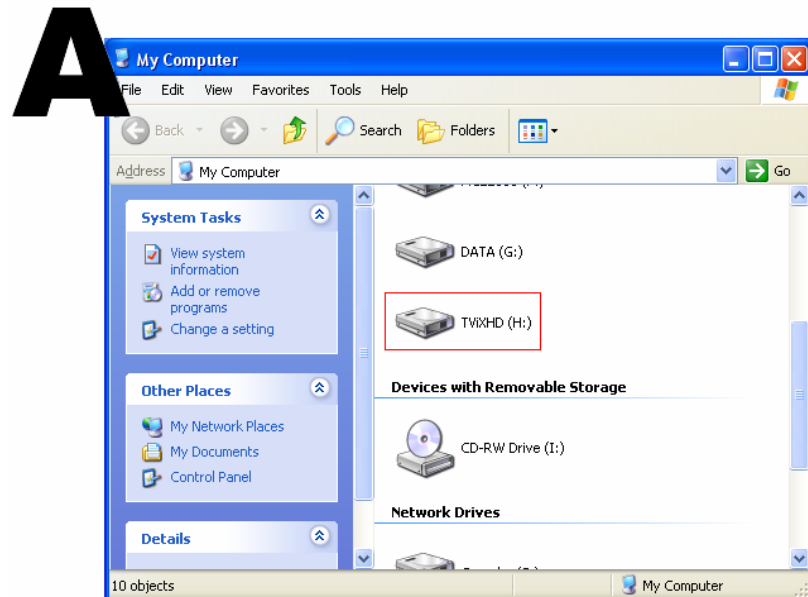 A
My Computer
File Edit View Favorites Tools Help
Back Search Folders
Address My Computer Go
System Tasks
View system
information
Add or remove
programs
Change a setting
Other Places
My Network Places
My Documents
Control Panel
Details
DATA (G:)
TViXHD (H:)
Devices with Removable Storage
CD-RW Drive (I:)
Network Drives
10 objects My Computer